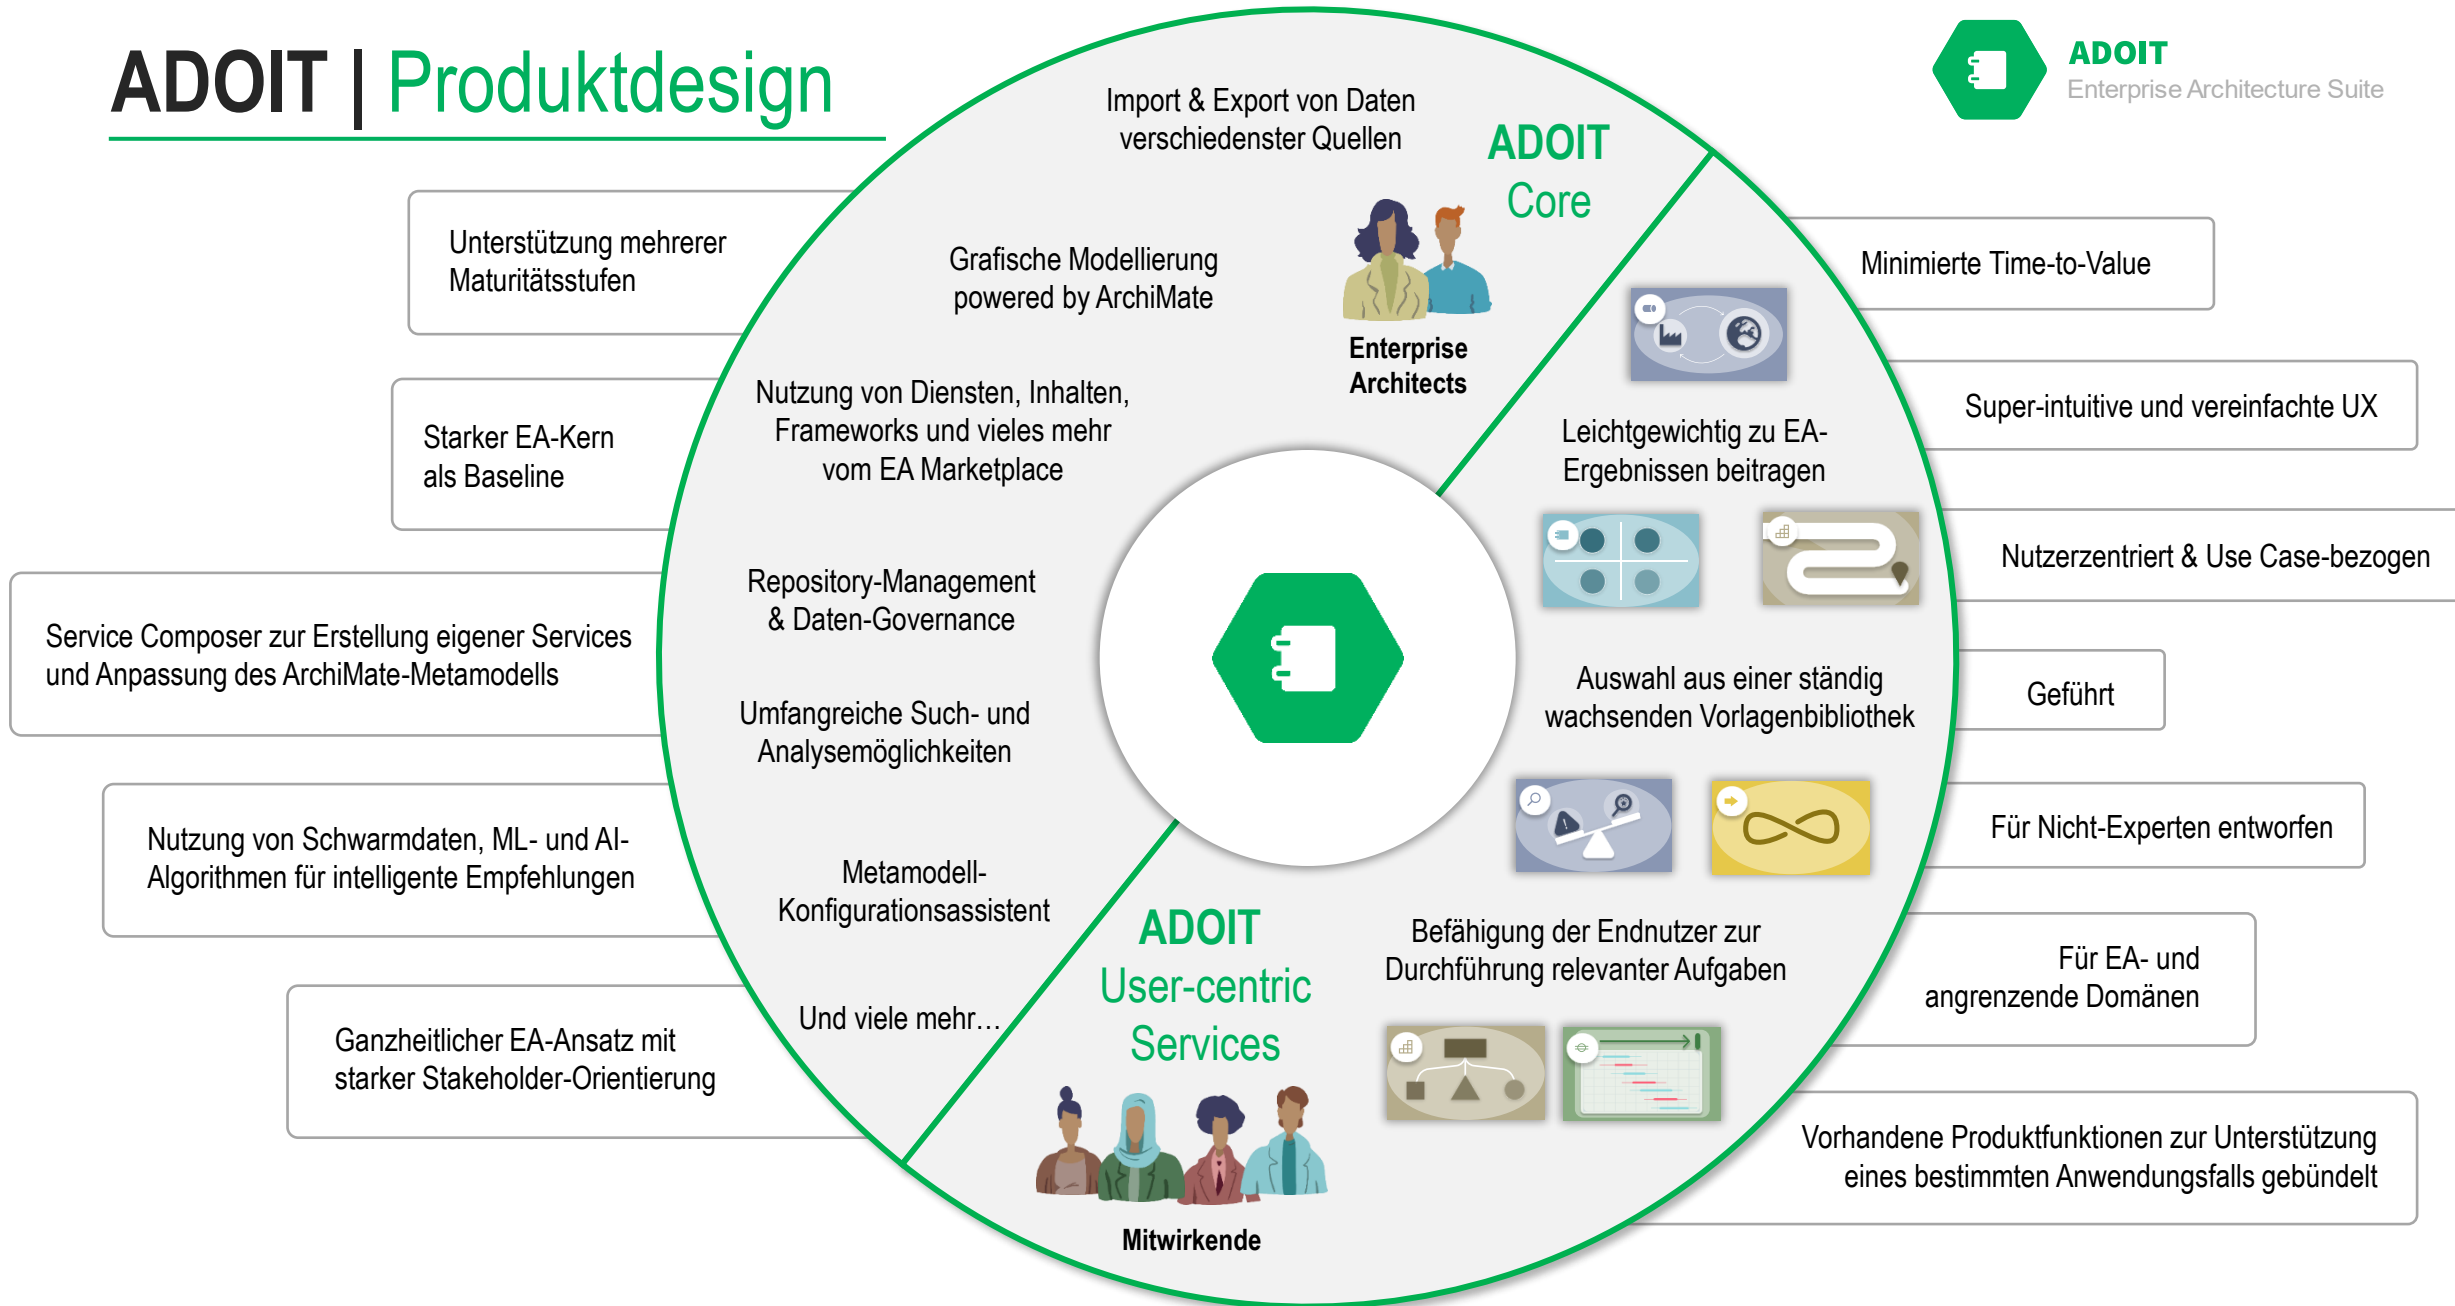 ADOIT | Produktdesign
ADOIT
Enterprise Architecture Suite
Unterstützung mehrerer
Maturitätsstufen
Starker EA-Kern
als Baseline
Service Composer zur Erstellung eigener Services
und Anpassung des ArchiMate-Metamodells
Nutzung von Schwarmdaten, ML- und AI-
Algorithmen für intelligente Empfehlungen
Ganzheitlicher EA-Ansatz mit
starker Stakeholder-Orientierung
ADOIT
Core
Enterprise
Architects
Import & Export von Daten
verschiedenster Quellen
Grafische Modellierung
powered by ArchiMate
Nutzung von Diensten, Inhalten,
Frameworks und vieles mehr
vom EA Marketplace
Repository-Management
& Daten-Governance
Umfangreiche Such- und
Analysemöglichkeiten
Metamodell-
Konfigurationsassistent
Und viele mehr…
ADOIT
User-centric
Services
Mitwirkende
Leichtgewichtig zu EA-
Ergebnissen beitragen
Auswahl aus einer ständig
wachsenden Vorlagenbibliothek
Befähigung der Endnutzer zur
Durchführung relevanter Aufgaben
Minimierte Time-to-Value
Super-intuitive und vereinfachte UX
Nutzerzentriert & Use Case-bezogen
Geführt
Für Nicht-Experten entworfen
Für EA- und
angrenzende Domänen
Vorhandene Produktfunktionen zur Unterstützung
eines bestimmten Anwendungsfalls gebündelt